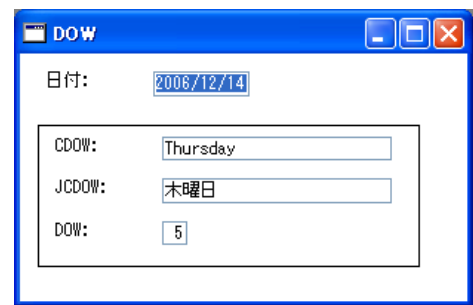 DOW
日付: 2006/12/14
CDOW: Thursday
JCDOW: 木曜日
DOW: 5